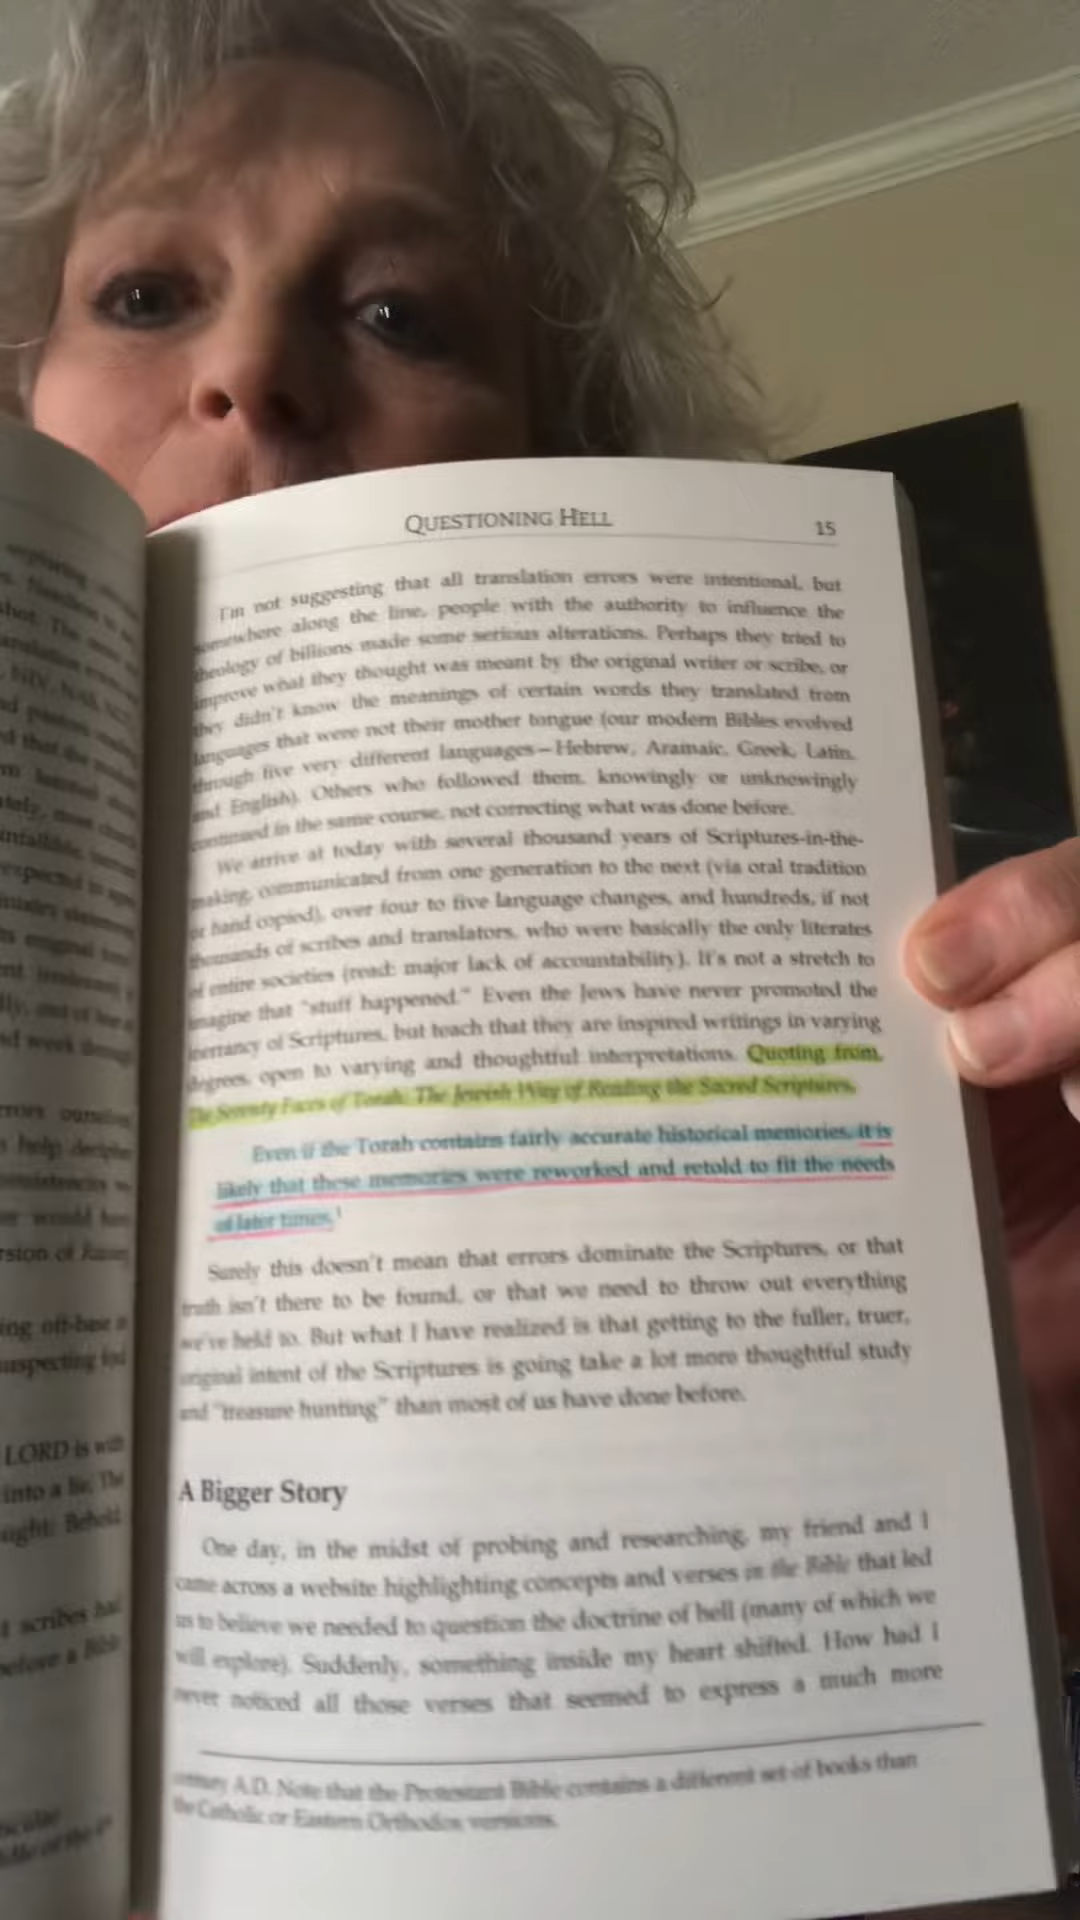 QUESTIONING HELL
15
I'm not suggesting that all translation errors were intentional, but
somewhere along the line, people with the authority to influence the
theology of billions made some serious alterations. Perhaps they tried to
improve what they thought was meant by the original writer or scribe, or
they didn't know the meanings of certain words they translated from
languages that were not their mother tongue (our modern Bibles evolved
through five very different languages—Hebrew, Aramaic, Greek, Latin,
and English). Others who followed them, knowingly or unknowingly
continued in the same course, not correcting what was done before.
We arrive at today with several thousand years of Scriptures-in-the-
making, communicated from one generation to the next (via oral tradition
or hand copied), over four to five language changes, and hundreds, if not
thousands of scribes and translators, who were basically the only literates
of entire societies (read: major lack of accountability). It's not a stretch to
imagine that "stuff happened." Even the Jews have never promoted the
inerrancy of Scriptures, but teach that they are inspired writings in varying
degrees, open to varying and thoughtful interpretations. Quoting from,
The Seventy Faces of Torah: The Jewish Way of Reading the Sacred Scriptures,
Even if the Torah contains fairly accurate historical memories, it is
likely that these memories were reworked and retold to fit the needs
of later times.1
Surely this doesn't mean that errors dominate the Scriptures, or that
truth isn't there to be found, or that we need to throw out everything
we've held to. But what I have realized is that getting to the fuller, truer,
original intent of the Scriptures is going take a lot more thoughtful study
and "treasure hunting" than most of us have done before.
A Bigger Story
One day, in the midst of probing and researching, my friend and I
came across a website highlighting concepts and verses in the Bible that led
us to believe we needed to question the doctrine of hell (many of which we
will explore). Suddenly, something inside my heart shifted. How had I
never noticed all those verses that seemed to express a much more
century A.D. Note that the Protestant Bible contains a different set of books than
the Catholic or Eastern Orthodox versions.
LORD is with
into a lie. The
ought: Behold